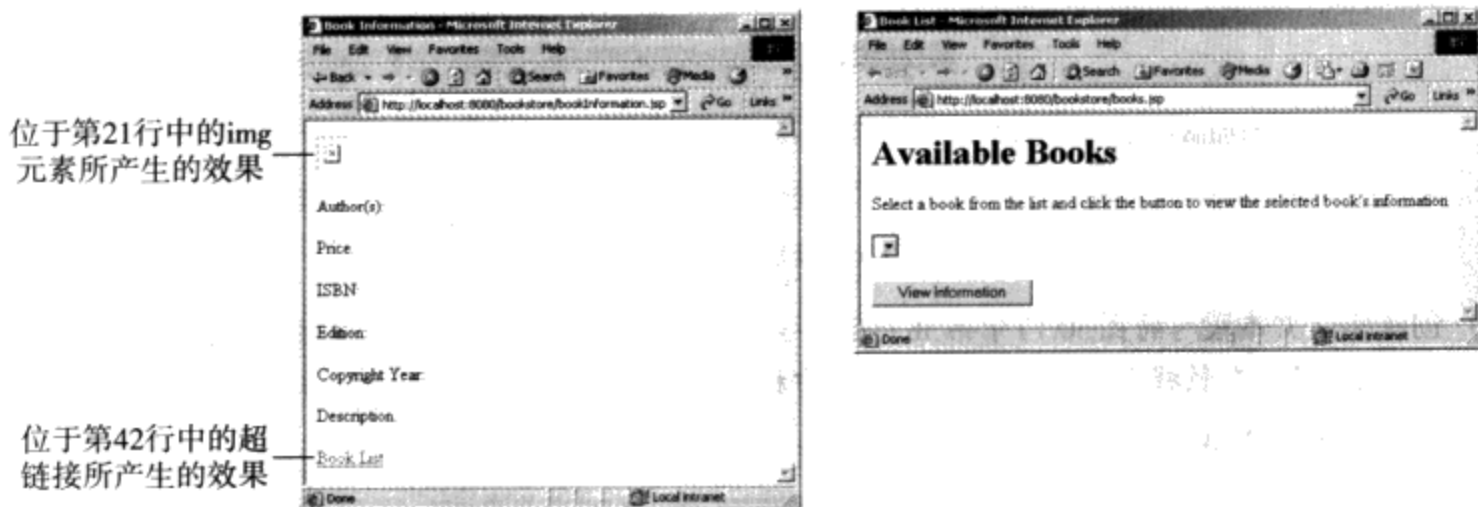 Book Information - Microsoft Internet Explorer
File Edit View Favorites Tools Help
Back Search Favorites Media
Address http://localhost:8080/bookstore/bookInformation.jsp Go Links
位于第21行中的img
元素所产生的效果
Author(s):
Price:
ISBN:
Edition:
Copyright Year:
Description:
位于第42行中的超
链接所产生的效果
Book List
Done Local intranet
Book List - Microsoft Internet Explorer
File Edit View Favorites Tools Help
Back Search Favorites Media
Address http://localhost:8080/bookstore/books.jsp Go Links
Available Books
Select a book from the list and click the button to view the selected book's information
View Information
Done Local intranet